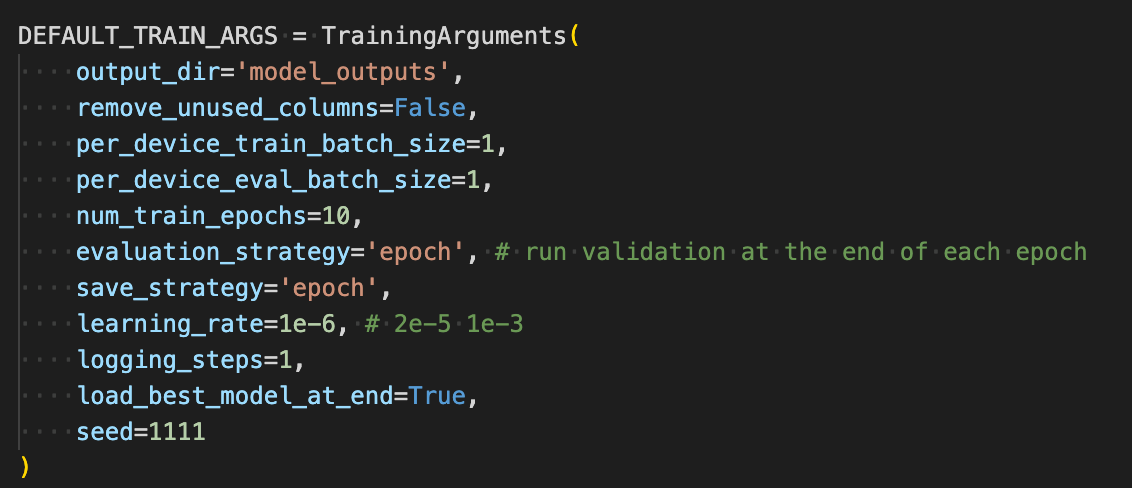 DEFAULT_TRAIN_ARGS = TrainingArguments(
    output_dir='model_outputs',
    remove_unused_columns=False,
    per_device_train_batch_size=1,
    per_device_eval_batch_size=1,
    num_train_epochs=10,
    evaluation_strategy='epoch', # run validation at the end of each epoch
    save_strategy='epoch',
    learning_rate=1e-6, # 2e-5 1e-3
    logging_steps=1,
    load_best_model_at_end=True,
    seed=1111
)